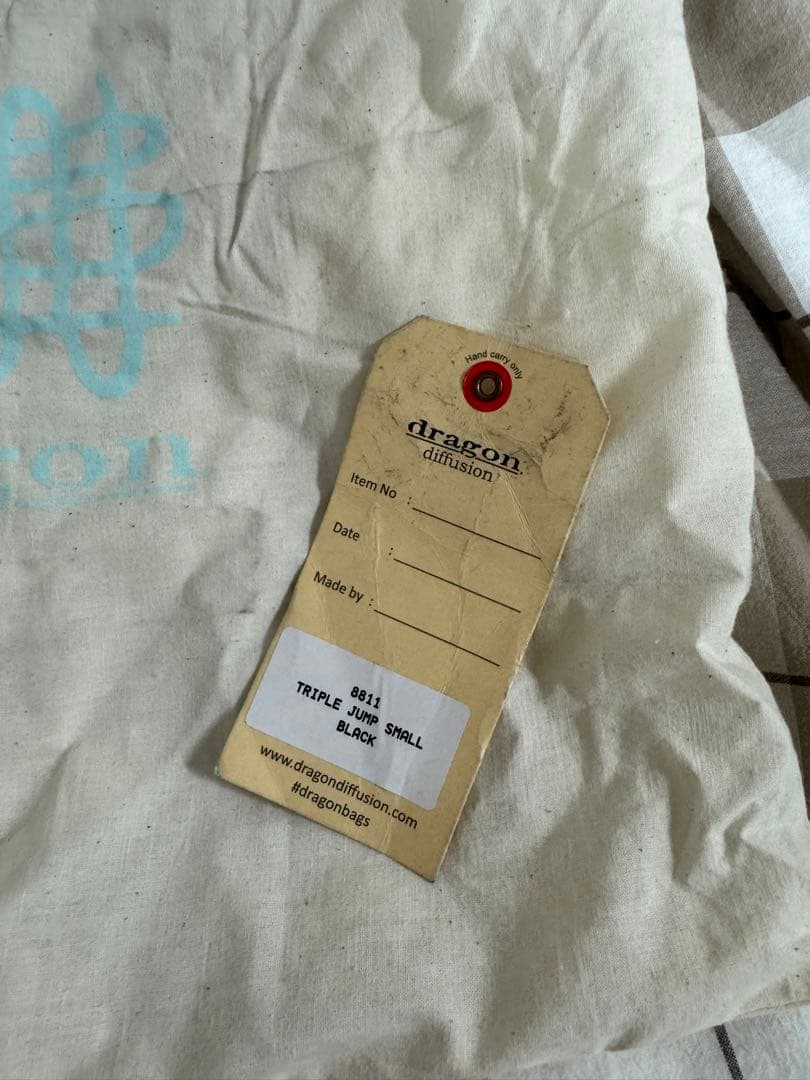 Hand carry only
dragon
diffusion
Item No :
Date :
Made by :
8811
TRIPLE JUMP SMALL
BLACK
www.dragondiffusion.com
#dragonbags
gon